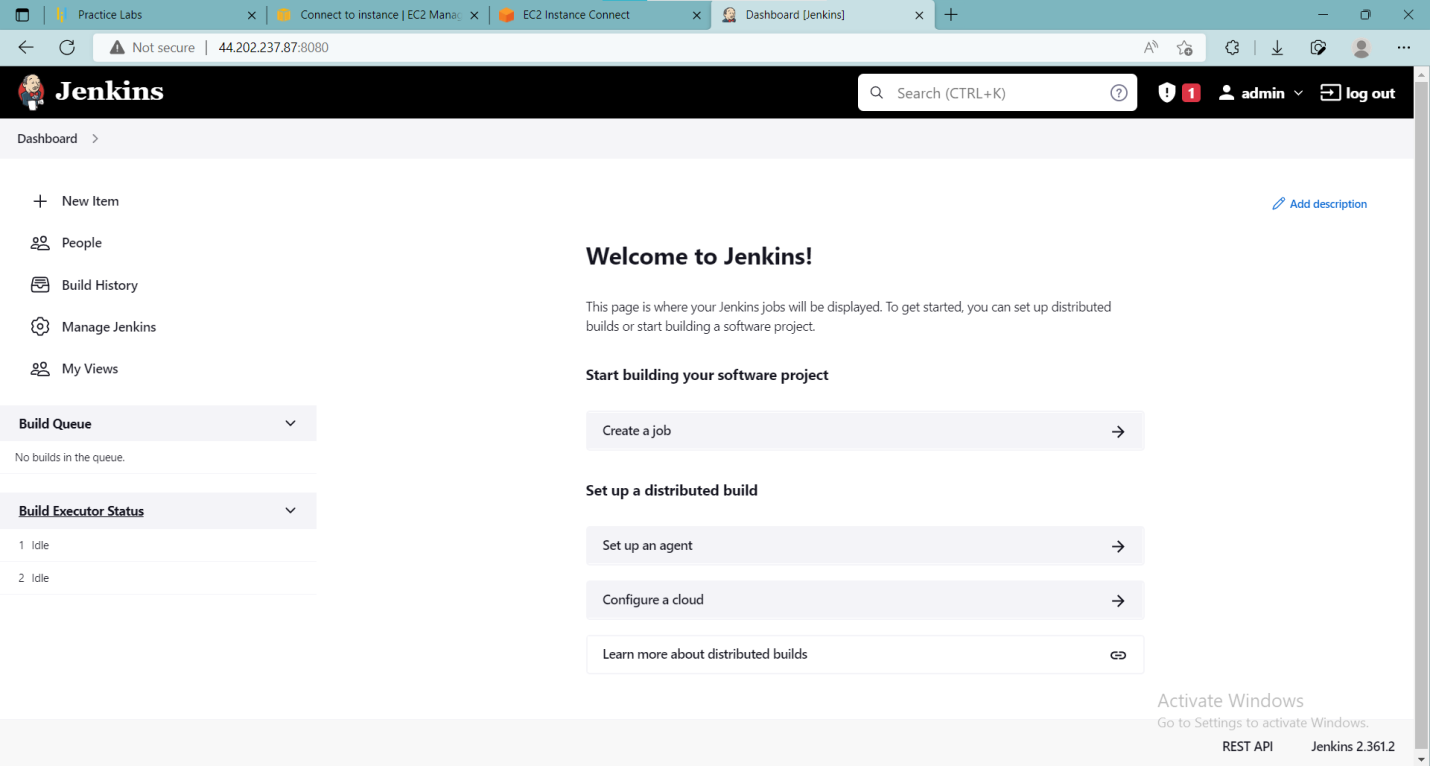 Practice Labs
Connect to instance | EC2 Manag
EC2 Instance Connect
Dashboard [Jenkins]
Not secure
44.202.237.87:8080
Jenkins
Search (CTRL+K)
1
admin
log out
Dashboard
New Item
People
Build History
Manage Jenkins
My Views
Build Queue
No builds in the queue.
Build Executor Status
1 Idle
2 Idle
Add description
Welcome to Jenkins!
This page is where your Jenkins jobs will be displayed. To get started, you can set up distributed
builds or start building a software project.
Start building your software project
Create a job
Set up a distributed build
Set up an agent
Configure a cloud
Learn more about distributed builds
Activate Windows
Go to Settings to activate Windows.
REST API
Jenkins 2.361.2